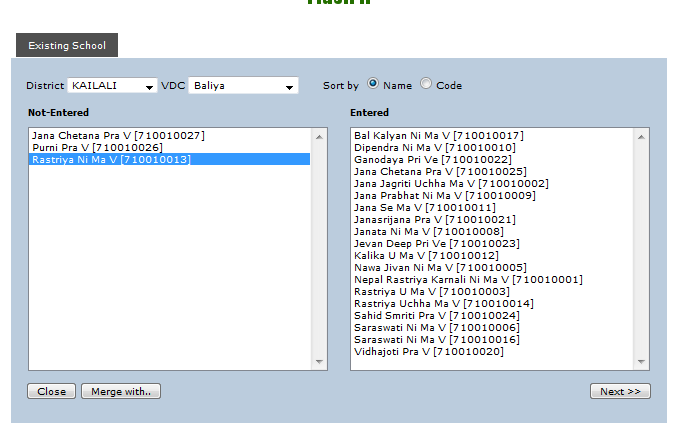 Existing School
District KAILALI VDC Baliya Sort by Name Code
Not-Entered
Jana Chetana Pra V [710010027]
Purni Pra V [710010026]
Rastriya Ni Ma V [710010013]
Entered
Bal Kalyan Ni Ma V [710010017]
Dipendra Ni Ma V [710010010]
Ganodaya Pri Ve [710010022]
Jana Chetana Pra V [710010025]
Jana Jagriti Uchha Ma V [710010002]
Jana Prabhat Ni Ma V [710010009]
Jana Se Ma V [710010011]
Janasrijana Pra V [710010021]
Janata Ni Ma V [710010008]
Jevan Deep Pri Ve [710010023]
Kalika U Ma V [710010012]
Nawa Jivan Ni Ma V [710010005]
Nepal Rastriya Karnali Ni Ma V [710010001]
Rastriya U Ma V [710010003]
Rastriya Uchha Ma V [710010014]
Sahid Smriti Pra V [710010024]
Saraswati Ni Ma V [710010006]
Saraswati Ni Ma V [710010016]
Vidhajoti Pra V [710010020]
Close Merge with.. Next >>